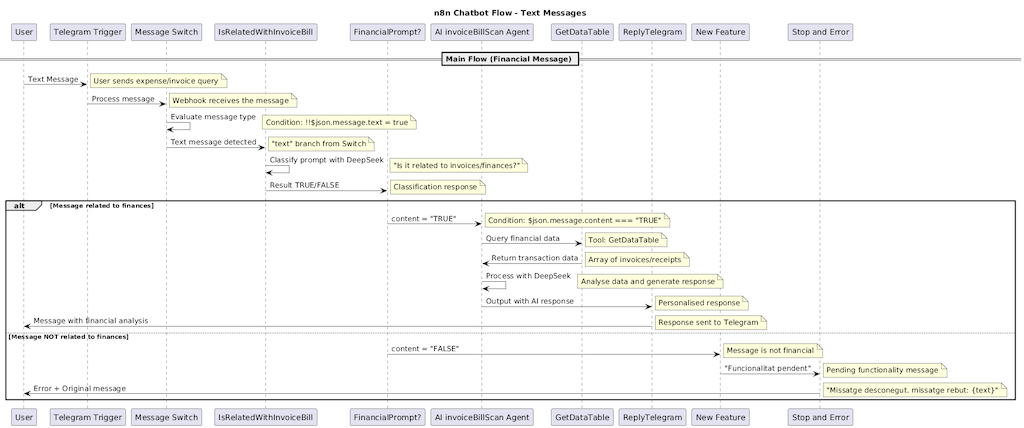 n8n Chatbot Flow - Text Messages
User
Telegram Trigger
Message Switch
IsRelatedWithInvoiceBill
FinancialPrompt?
AI invoiceBillScan Agent
GetDataTable
ReplyTelegram
New Feature
Stop and Error
Main Flow (Financial Message)
Text Message
User sends expense/invoice query
Process message
Webhook receives the message
Evaluate message type
Condition: !!$json.message.text = true
Text message detected
"text" branch from Switch
Classify prompt with DeepSeek
"Is it related to invoices/finances?"
Result TRUE/FALSE
Classification response
alt
[Message related to finances]
content = "TRUE"
Condition: $json.message.content === "TRUE"
Query financial data
Tool: GetDataTable
Return transaction data
Array of invoices/receipts
Process with DeepSeek
Analyse data and generate response
Output with AI response
Personalised response
Message with financial analysis
Response sent to Telegram
[Message NOT related to finances]
content = "FALSE"
Message is not financial
"Funcionalitat pendent"
Pending functionality message
Error + Original message
"Missatge desconegut. missatge rebut: {text}"
User
Telegram Trigger
Message Switch
IsRelatedWithInvoiceBill
FinancialPrompt?
AI invoiceBillScan Agent
GetDataTable
ReplyTelegram
New Feature
Stop and Error